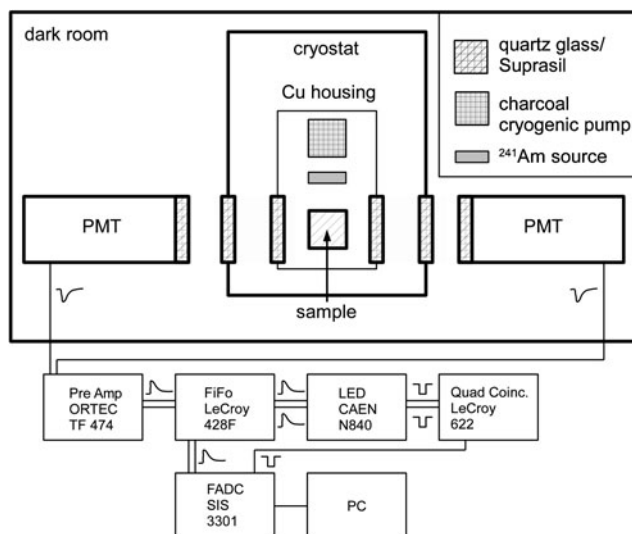 dark room
cryostat
Cu housing
quartz glass/
Suprasil
charcoal
cryogenic pump
²⁴¹Am source
PMT
PMT
sample
Pre Amp
ORTEC
TF 474
FiFo
LeCroy
428F
LED
CAEN
N840
Quad Coinc.
LeCroy
622
FADC
SIS
3301
PC